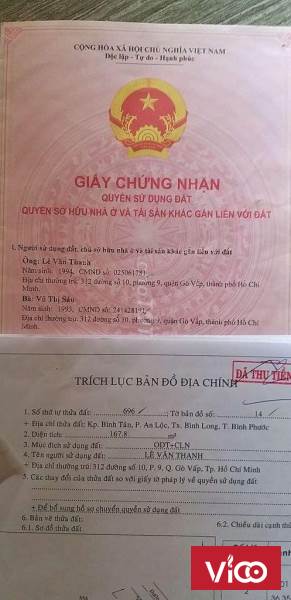 CỘNG HÒA XÃ HỘI CHỦ NGHĨA VIỆT NAM
Độc lập - Tự do - Hạnh phúc
GIẤY CHỨNG NHẬN
QUYỀN SỬ DỤNG ĐẤT
QUYỀN SỞ HỮU NHÀ Ở VÀ TÀI SẢN KHÁC GẮN LIỀN VỚI ĐẤT
I. Người sử dụng đất, chủ sở hữu nhà ở và tài sản khác gắn liền với đất
Ông: Lê Văn Thanh
Năm sinh: 1994, CMND số: 025061781
Địa chỉ thường trú: 312 đường số 10, phường 9, quận Gò Vấp, thành phố Hồ Chí Minh.
Bà: Vũ Thị Sáu
Năm sinh: 1993, CMND số: 241428191
Địa chỉ thường trú: 312 đường số 10, phường 9, quận Gò Vấp, thành phố Hồ Chí
Minh.
ĐÃ THU TIỀN
TRÍCH LỤC BẢN ĐỒ ĐỊA CHÍNH
1. Số thứ tự thửa đất: 696 Tờ bản đồ số: 14
+ Địa chỉ thửa đất: Kp. Bình Tân, P. An Lộc, Tx. Bình Long, T. Bình Phước
2. Diện tích: 167.8 m²
3. Mục đích sử dụng đất: ODT+CLN
4. Tên người sử dụng đất: LÊ VĂN THANH
+ Địa chỉ thường trú: 312 đường số 10, P. 9, Q. Gò Vấp, Tp. Hồ Chí Minh
5. Các thay đổi của thửa đất so với giấy tờ pháp lý về quyền sử dụng đất
+ Để bổ sung hồ sơ chuyển quyền sử dụng đất
6. Bản vẽ thửa đất:
6.1. Sơ đồ thửa đất
6.2. Chiều dài cạnh thử
ViCO